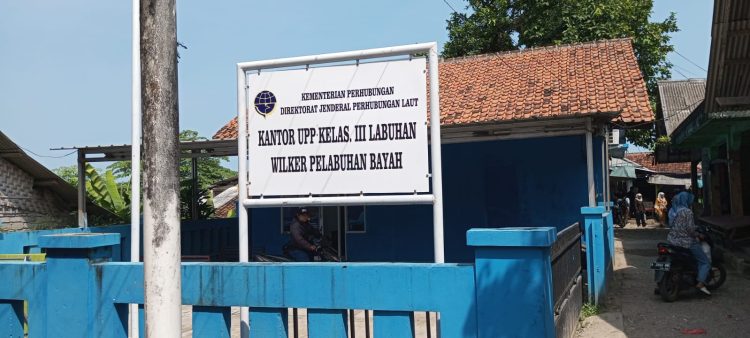 KEMENTERIAN PERHUBUNGAN
DIREKTORAT JENDERAL PERHUBUNGAN LAUT
KANTOR UPP KELAS. III LABUHAN
WILKER PELABUHAN BAYAH